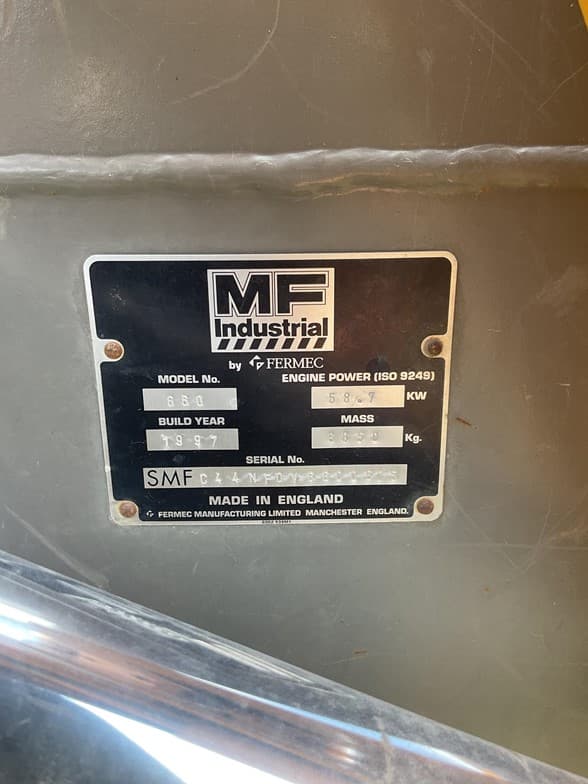 MF
Industrial
by FERMEC
MODEL No.
ENGINE POWER (ISO 9249)
660
58.7 KW
BUILD YEAR
MASS
1997
Kg.
SERIAL No.
SMF
MADE IN ENGLAND
FERMEC MANUFACTURING LIMITED MANCHESTER ENGLAND.